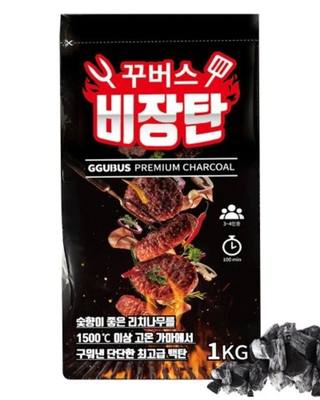 꾸버스
비장탄
GGUBUS PREMIUM CHARCOAL
3~4인용
100 min
숯향이 좋은 리치나무를
1500℃ 이상 고온 가마에서
구워낸 단단한 최고급 백탄
1KG